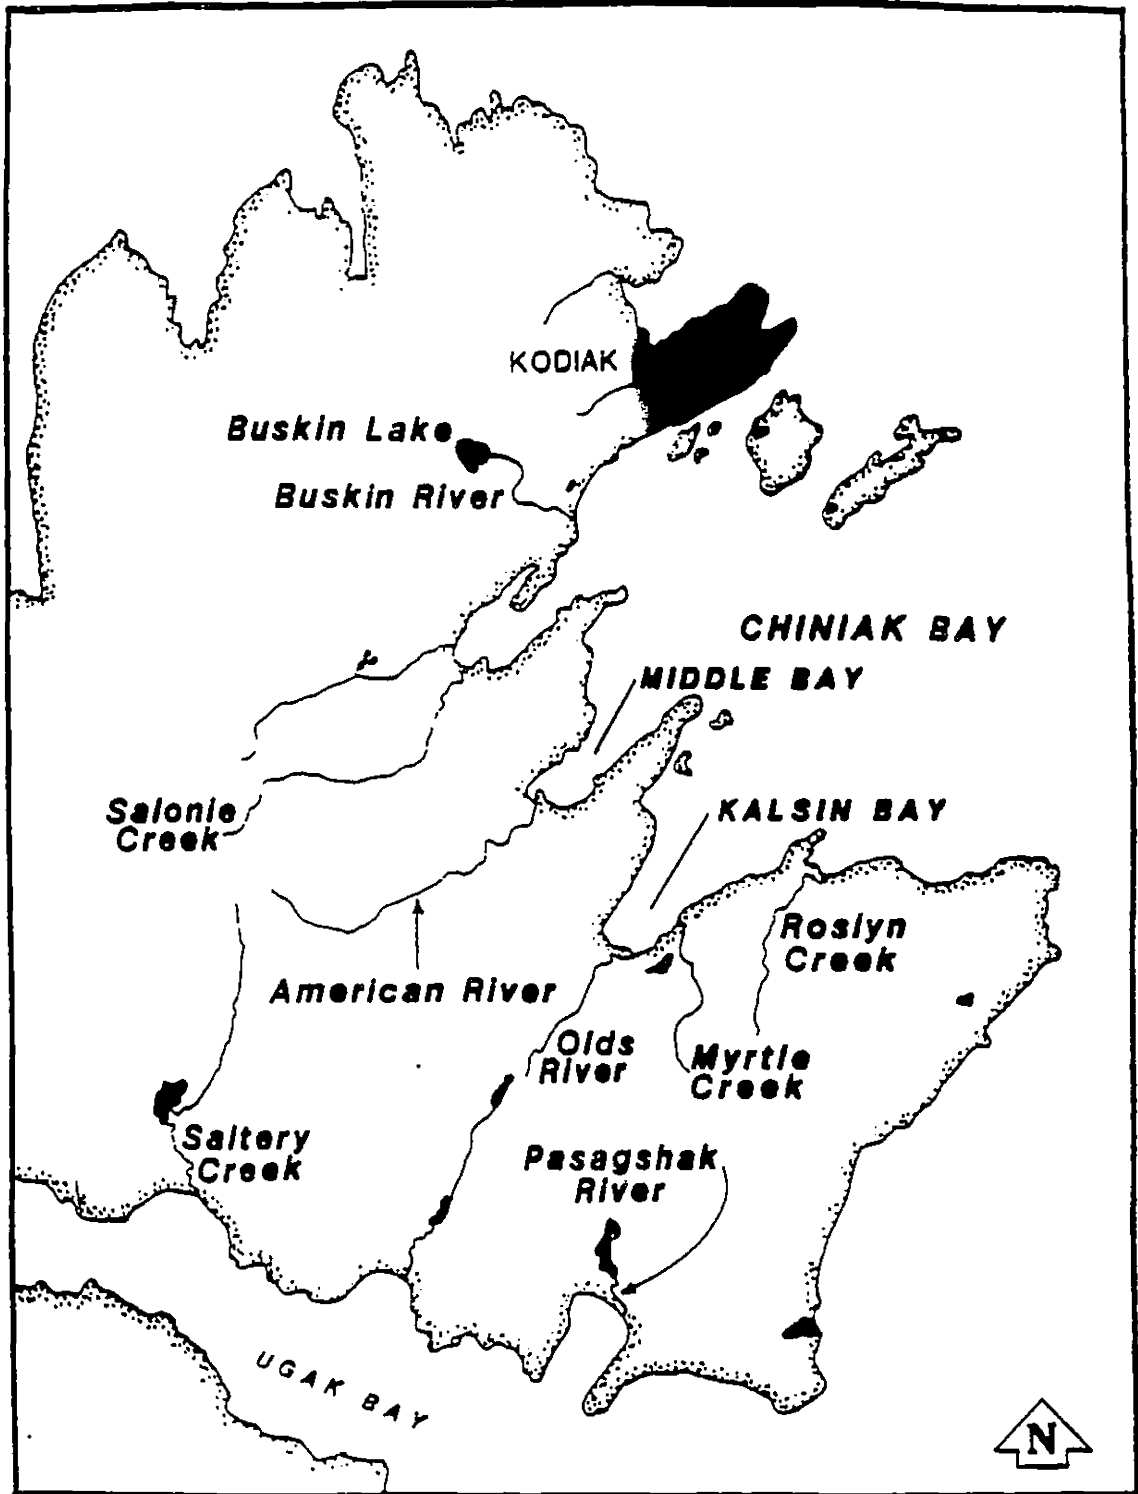 KODIAK
Buskin Lake
Buskin River
CHINIAK BAY
MIDDLE BAY
Salonie
Creek
KALSIN BAY
Roslyn
Creek
American River
Olds
River
Myrtle
Creek
Saltery
Creek
Pasagshak
River
UGAK BAY
N